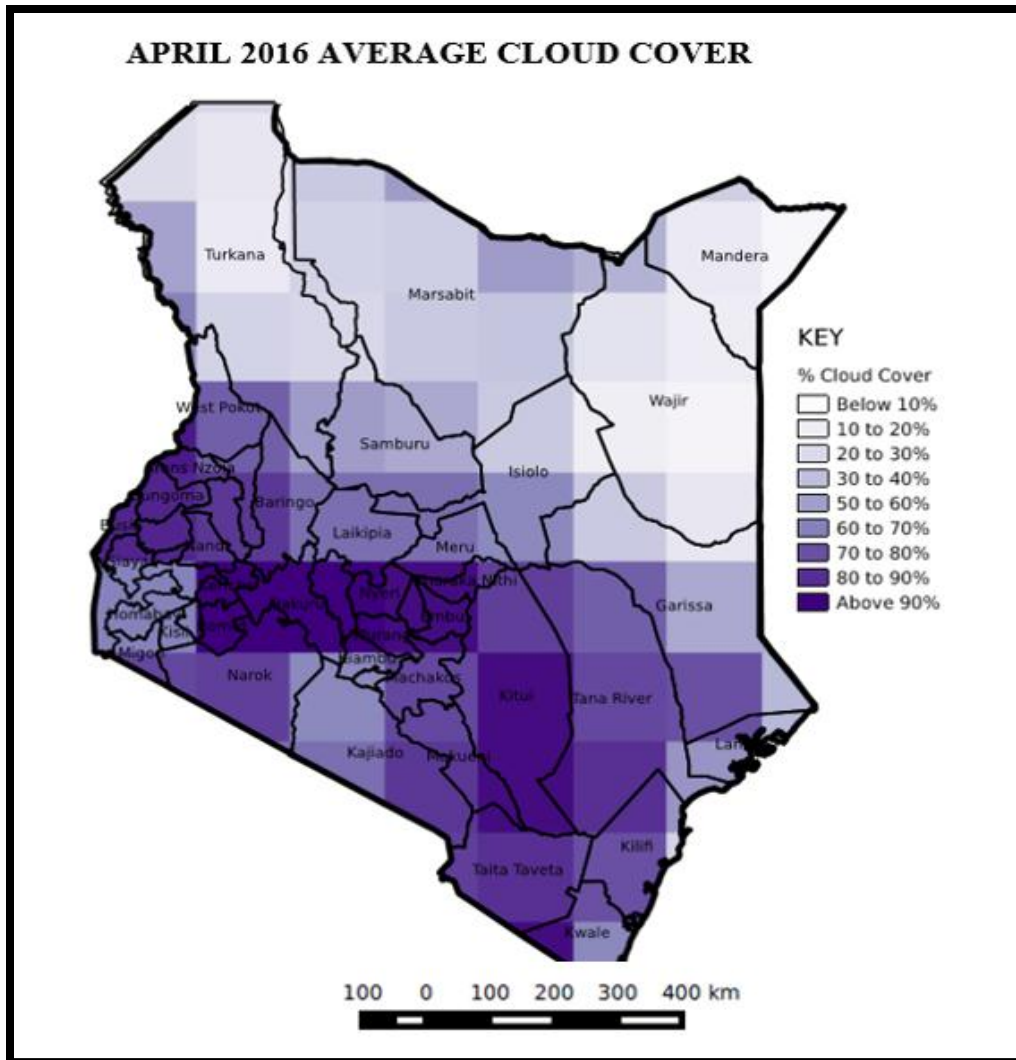 APRIL 2016 AVERAGE CLOUD COVER
Turkana
Mandera
Marsabit
KEY
% Cloud Cover
Below 10%
10 to 20%
20 to 30%
30 to 40%
50 to 60%
60 to 70%
70 to 80%
80 to 90%
Above 90%
West Pokot
Wajir
Samburu
Isiolo
Baringo
Laikipia
Meru
Nyeri
Embu
Garissa
Narok
Machakos
Kitui
Tana River
Kajiado
Makueni
Kilifi
Taita Taveta
Kwale
100 0 100 200 300 400 km